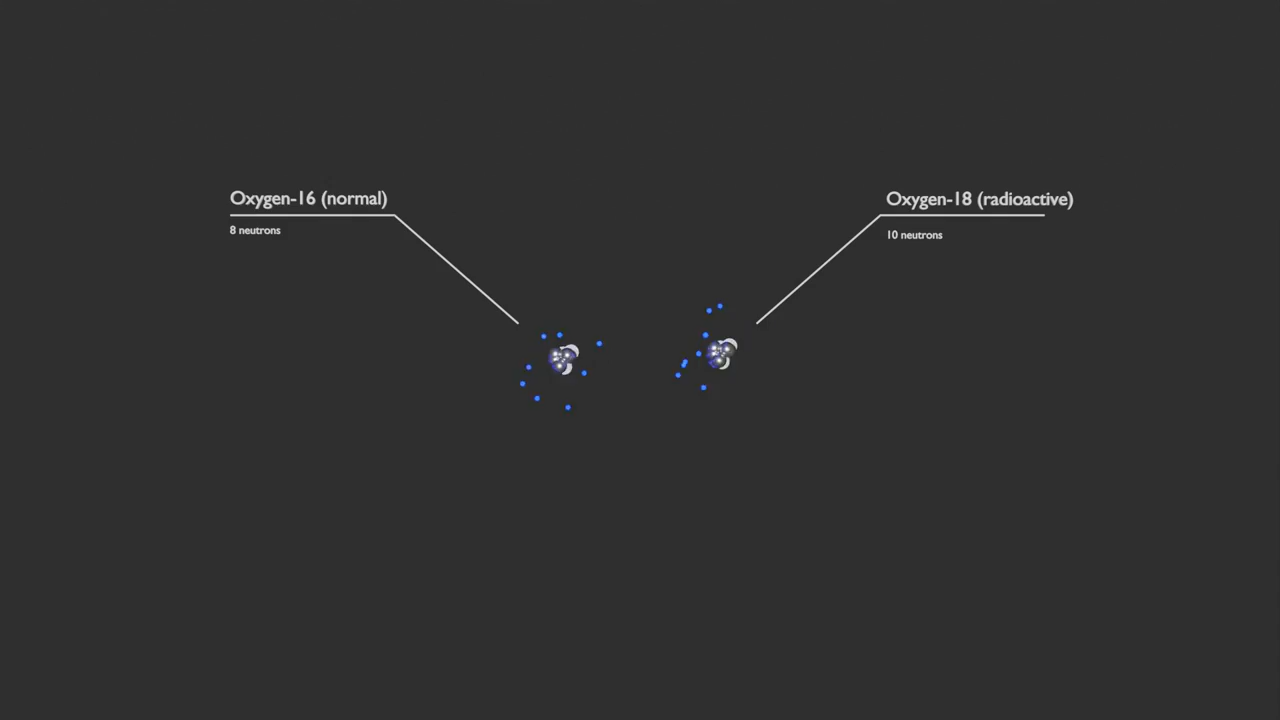 Oxygen-16 (normal)
8 neutrons
Oxygen-18 (radioactive)
10 neutrons